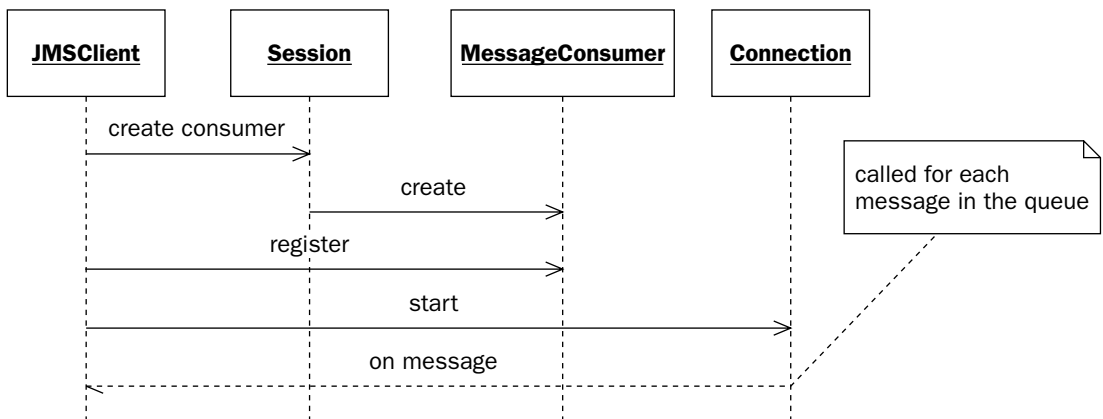 JMSClient
Session
MessageConsumer
Connection
create consumer
called for each
message in the queue
create
register
start
on message